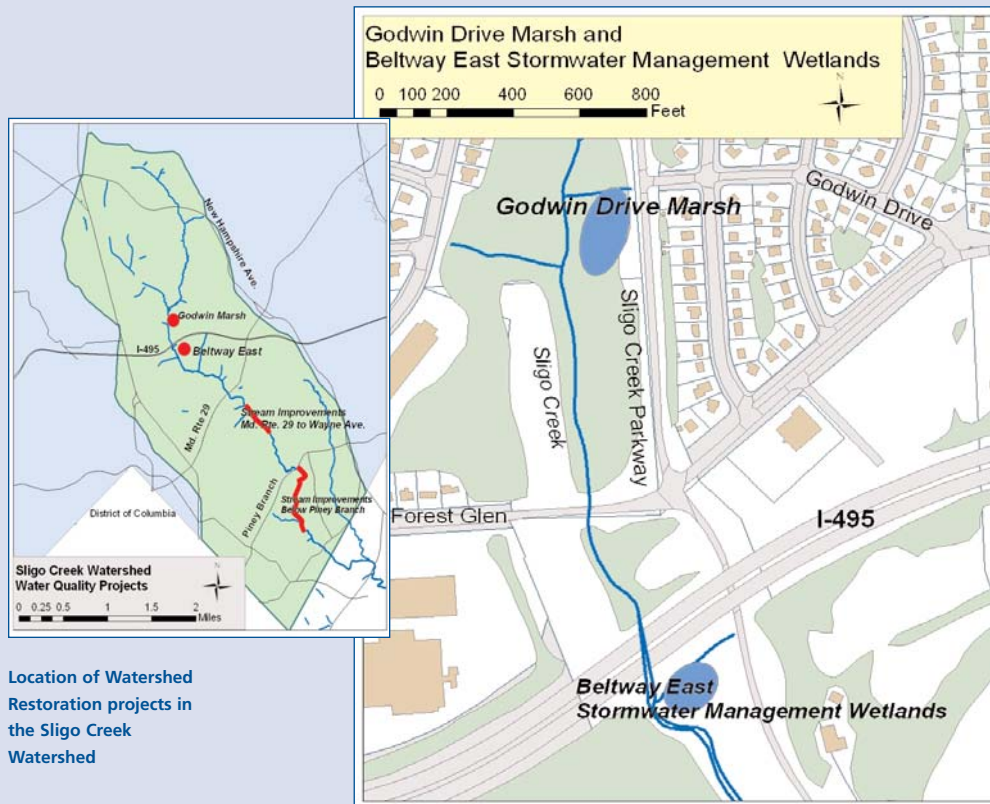 Godwin Drive Marsh and
Beltway East Stormwater Management Wetlands
0 100 200 400 600 800
Feet
N
Godwin Drive Marsh
Godwin Drive
Sligo Creek Parkway
Sligo Creek
Forest Glen
I-495
Beltway East
Stormwater Management Wetlands
New Hampshire Ave.
Godwin Marsh
I-495
Beltway East
Md. Rte 29
Stream Improvements
Md. Rte. 29 to Wayne Ave.
Piney Branch
Stream Improvements
Below Piney Branch
District of Columbia
Sligo Creek Watershed
Water Quality Projects
N
0 0.25 0.5 1 1.5 2
Miles
Location of Watershed
Restoration projects in
the Sligo Creek
Watershed